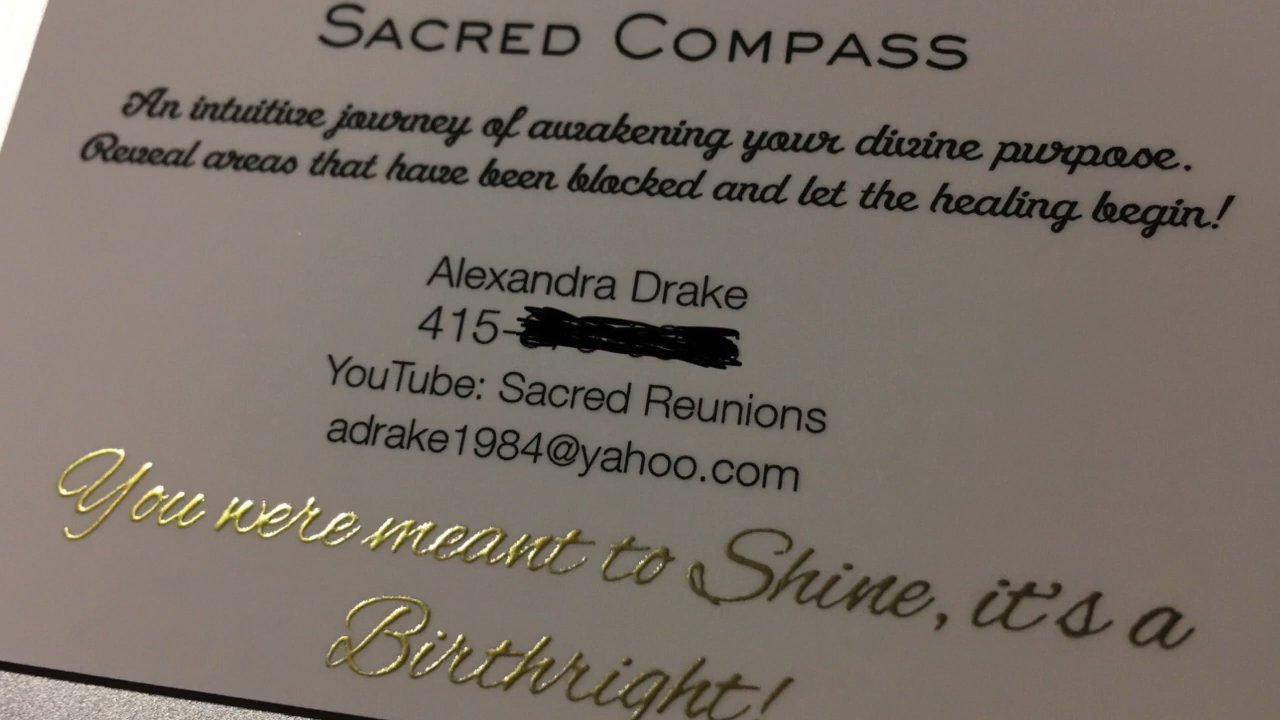 SACRED COMPASS
An intuitive journey of awakening your divine purpose.
Reveal areas that have been blocked and let the healing begin!
Alexandra Drake
415-
YouTube: Sacred Reunions
adrake1984@yahoo.com
You were meant to Shine, it's a
Birthright!